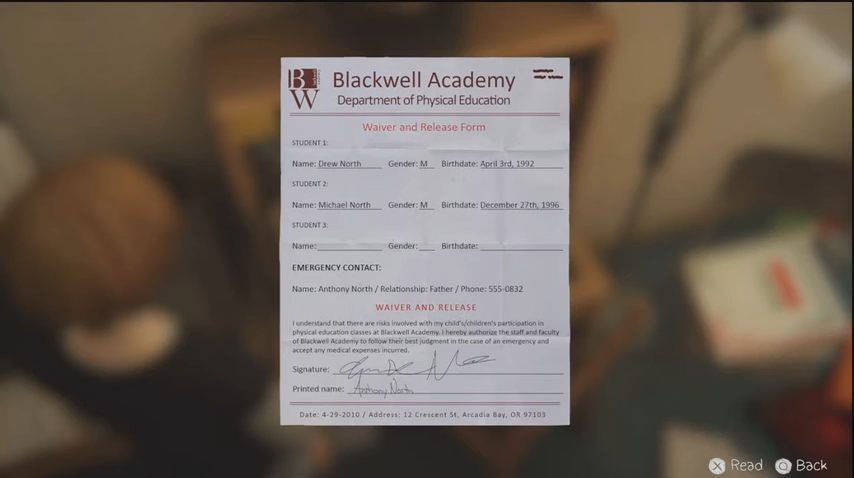 BW
Blackwell Academy
Department of Physical Education
Waiver and Release Form
STUDENT 1:
Name: Drew North Gender: M Birthdate: April 3rd, 1992
STUDENT 2:
Name: Michael North Gender: M Birthdate: December 27th, 1996
STUDENT 3:
Name: Gender: Birthdate:
EMERGENCY CONTACT:
Name: Anthony North / Relationship: Father / Phone: 555-0832
WAIVER AND RELEASE
I understand that there are risks involved with my child's/children's participation in
physical education classes at Blackwell Academy. I hereby authorize the staff and faculty
of Blackwell Academy to follow their best judgment in the case of an emergency and
accept any medical expenses incurred.
Signature:
Printed name: Anthony North
Date: 4-29-2010 / Address: 12 Crescent St, Arcadia Bay, OR 97103
Read Back